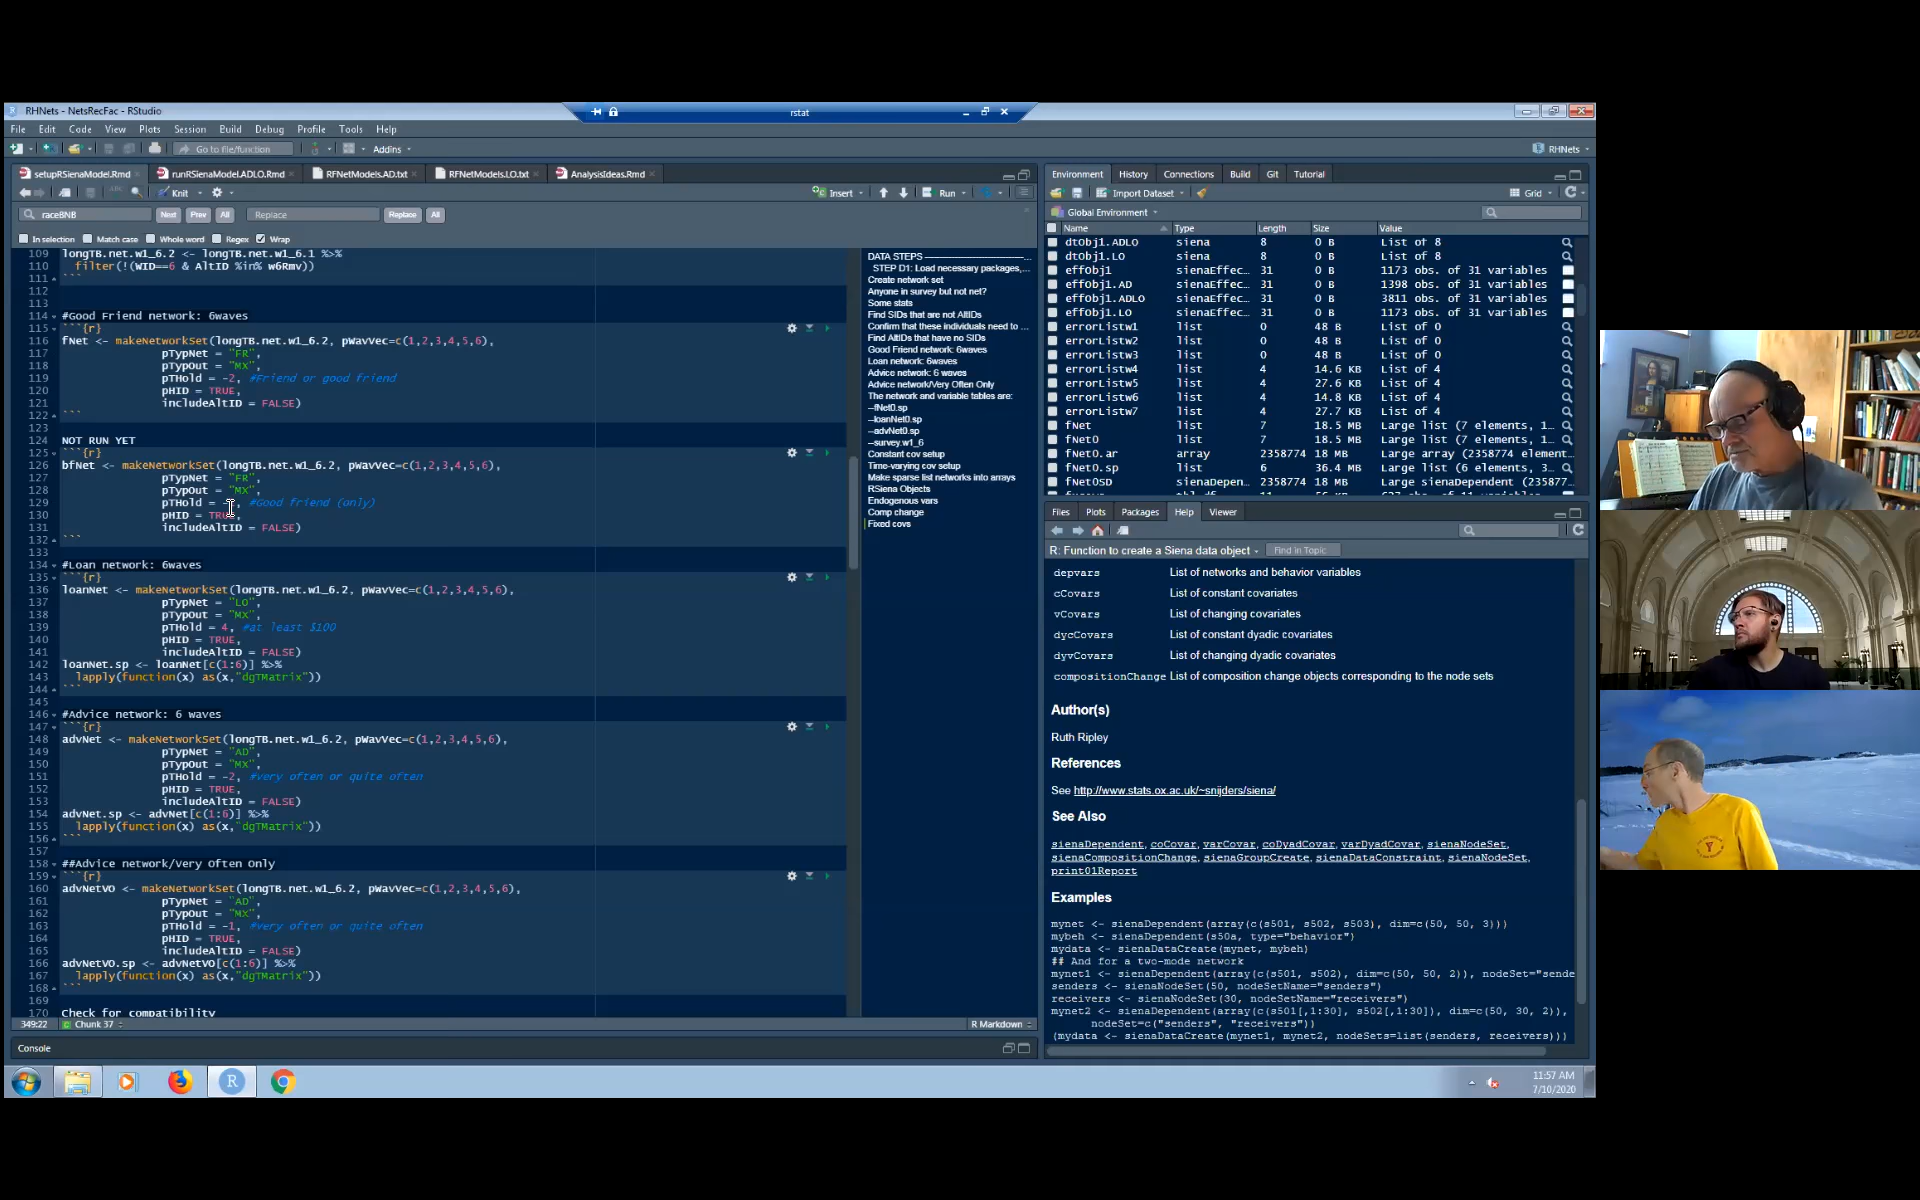 RHNets - NetsRecFac - RStudio
rstat
File Edit Code View Plots Session Build Debug Profile Tools Help
Go to file/function
Addins
RHNets
setupRSienaModel.Rmd
runRSienaModel.ADLO.Rmd
RFNetModels.AD.txt
RFNetModels.LO.txt
AnalysisIdeas.Rmd
Knit
Insert
Run
raceBNB
Next
Prev
All
Replace
Replace
All
In selection
Match case
Whole word
Regex
Wrap
109 longTB.net.w1_6.2 <- longTB.net.w1_6.1 %>%
110 filter(!(WID==6 & AltID %in% w6Rmv))
111 ```
112
113
114 #Good Friend network: 6waves
115 ```{r}
116 fNet <- makeNetworkSet(longTB.net.w1_6.2, pWavVec=c(1,2,3,4,5,6),
117 pTypNet = "FR",
118 pTypOut = "MX",
119 pTHold = -2, #Friend or good friend
120 pHID = TRUE,
121 includeAltID = FALSE)
122 ```
123
124 NOT RUN YET
125 ```{r}
126 bfNet <- makeNetworkSet(longTB.net.w1_6.2, pWavVec=c(1,2,3,4,5,6),
127 pTypNet = "FR",
128 pTypOut = "MX",
129 pTHold = - , #Good friend (only)
130 pHID = TRUE,
131 includeAltID = FALSE)
132 ```
133
134 #Loan network: 6waves
135 ```{r}
136 loanNet <- makeNetworkSet(longTB.net.w1_6.2, pWavVec=c(1,2,3,4,5,6),
137 pTypNet = "LO",
138 pTypOut = "MX",
139 pTHold = 4, #at least $100
140 pHID = TRUE,
141 includeAltID = FALSE)
142 loanNet.sp <- loanNet[c(1:6)] %>%
143 lapply(function(x) as(x,"dgTMatrix"))
144 ```
145
146 #Advice network: 6 waves
147 ```{r}
148 advNet <- makeNetworkSet(longTB.net.w1_6.2, pWavVec=c(1,2,3,4,5,6),
149 pTypNet = "AD",
150 pTypOut = "MX",
151 pTHold = -2, #very often or quite often
152 pHID = TRUE,
153 includeAltID = FALSE)
154 advNet.sp <- advNet[c(1:6)] %>%
155 lapply(function(x) as(x,"dgTMatrix"))
156 ```
157
158 ##Advice network/Very Often Only
159 ```{r}
160 advNetVO <- makeNetworkSet(longTB.net.w1_6.2, pWavVec=c(1,2,3,4,5,6),
161 pTypNet = "AD",
162 pTypOut = "MX",
163 pTHold = -1, #very often or quite often
164 pHID = TRUE,
165 includeAltID = FALSE)
166 advNetVO.sp <- advNetVO[c(1:6)] %>%
167 lapply(function(x) as(x,"dgTMatrix"))
168 ```
169
170 Check for compatibility
349:22 Chunk 37 R Markdown
Console
DATA STEPS
STEP D1: Load necessary packages,...
Create network set
Anyone in survey but not net?
Some stats
Find SIDs that are not AltIDs
Confirm that these individuals need to ...
Find AltIDs that have no SIDs
Good Friend network: 6waves
Loan network: 6waves
Advice network: 6 waves
Advice network/Very Often Only
The network and variable tables are:
--fNet0.sp
--loanNet0.sp
--advNet0.sp
--survey.w1_6
Constant cov setup
Time-varying cov setup
Make sparse list networks into arrays
RSiena Objects
Endogenous vars
Comp change
Fixed covs
Environment History Connections Build Git Tutorial
Import Dataset
Grid
Global Environment
Name Type Length Size Value
dtObj1.ADLO siena 8 0 B List of 8
dtObj1.LO siena 8 0 B List of 8
effObj1 sienaEffec... 31 0 B 1173 obs. of 31 variables
effObj1.AD sienaEffec... 31 0 B 1398 obs. of 31 variables
effObj1.ADLO sienaEffec... 31 0 B 3811 obs. of 31 variables
effObj1.LO sienaEffec... 31 0 B 1173 obs. of 31 variables
errorListw1 list 0 48 B List of 0
errorListw2 list 0 48 B List of 0
errorListw3 list 0 48 B List of 0
errorListw4 list 4 14.6 KB List of 4
errorListw5 list 4 27.6 KB List of 4
errorListw6 list 4 14.8 KB List of 4
errorListw7 list 4 27.7 KB List of 4
fNet list 7 18.5 MB Large list (7 elements, 1...
fNet0 list 7 18.5 MB Large list (7 elements, 1...
fNet0.ar array 2358774 18 MB Large array (2358774 element...
fNet0.sp list 6 36.4 MB Large list (6 elements, 3...
fNetOSD sienaDepen... 2358774 18 MB Large sienaDependent (235877...
Files Plots Packages Help Viewer
R: Function to create a Siena data object
Find in Topic
depvars List of networks and behavior variables
cCovars List of constant covariates
vCovars List of changing covariates
dycCovars List of constant dyadic covariates
dyvCovars List of changing dyadic covariates
compositionChange List of composition change objects corresponding to the node sets
Author(s)
Ruth Ripley
References
See http://www.stats.ox.ac.uk/~snijders/siena/
See Also
sienaDependent, coCovar, varCovar, coDyadCovar, varDyadCovar, sienaNodeSet,
sienaCompositionChange, sienaGroupCreate, sienaDataConstraint, sienaNodeSet,
print01Report
Examples
mynet <- sienaDependent(array(c(s501, s502, s503), dim=c(50, 50, 3)))
mybeh <- sienaDependent(s50a, type="behavior")
mydata <- sienaDataCreate(mynet, mybeh)
## And for a two-mode network
mynet1 <- sienaDependent(array(c(s501, s502), dim=c(50, 50, 2)), nodeSet="sende
senders <- sienaNodeSet(50, nodeSetName="senders")
receivers <- sienaNodeSet(30, nodeSetName="receivers")
mynet2 <- sienaDependent(array(c(s501[,1:30], s502[,1:30]), dim=c(50, 30, 2)),
nodeSet=c("senders", "receivers"))
(mydata <- sienaDataCreate(mynet1, mynet2, nodeSets=list(senders, receivers)))
11:57 AM
7/10/2020